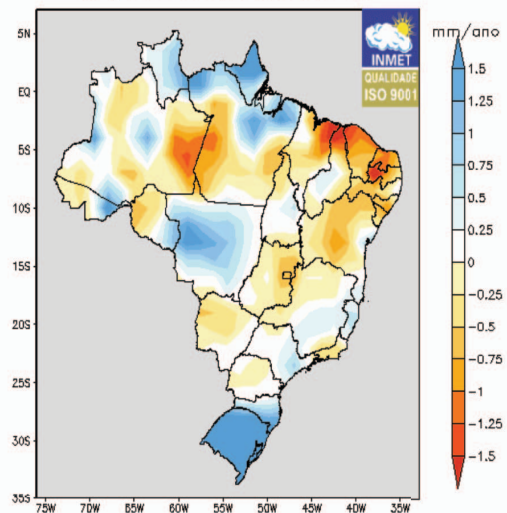 INMET
QUALIDADE
ISO 9001
mm/ano
1.5
1.25
1
0.75
0.5
0.25
0
−0.25
−0.5
−0.75
−1
−1.25
−1.5
5N
EQ
5S
10S
15S
20S
25S
30S
35S
75W 70W 65W 60W 55W 50W 45W 40W 35W